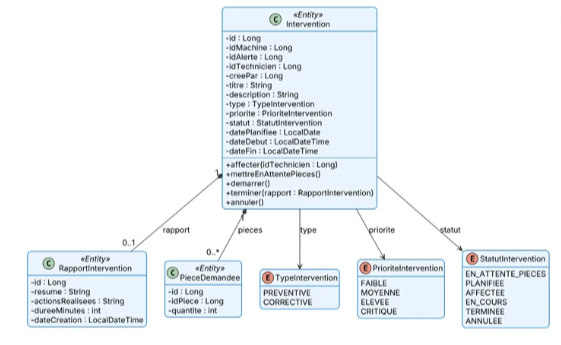 C «Entity»
Intervention
-id : Long
-idMachine : Long
-idAlerte : Long
-idTechnicien : Long
-creePar : Long
-titre : String
-description : String
-type : TypeIntervention
-priorite : PrioriteIntervention
-statut : StatutIntervention
-datePlanifiee : LocalDate
-dateDebut : LocalDateTime
-dateFin : LocalDateTime
+affecter(idTechnicien : Long)
+mettreEnAttentePieces()
+demarrer()
+terminer(rapport : RapportIntervention)
+annuler()
1
1
rapport
pieces
type
priorite
statut
0..1
0..*
C «Entity»
RapportIntervention
-id : Long
-resume : String
-actionsRealisees : String
-dureeMinutes : int
-dateCreation : LocalDateTime
C «Entity»
PieceDemandee
-id : Long
-idPiece : Long
-quantite : int
E TypeIntervention
PREVENTIVE
CORRECTIVE
E PrioriteIntervention
FAIBLE
MOYENNE
ELEVEE
CRITIQUE
E StatutIntervention
EN_ATTENTE_PIECES
PLANIFIEE
AFFECTEE
EN_COURS
TERMINEE
ANNULEE